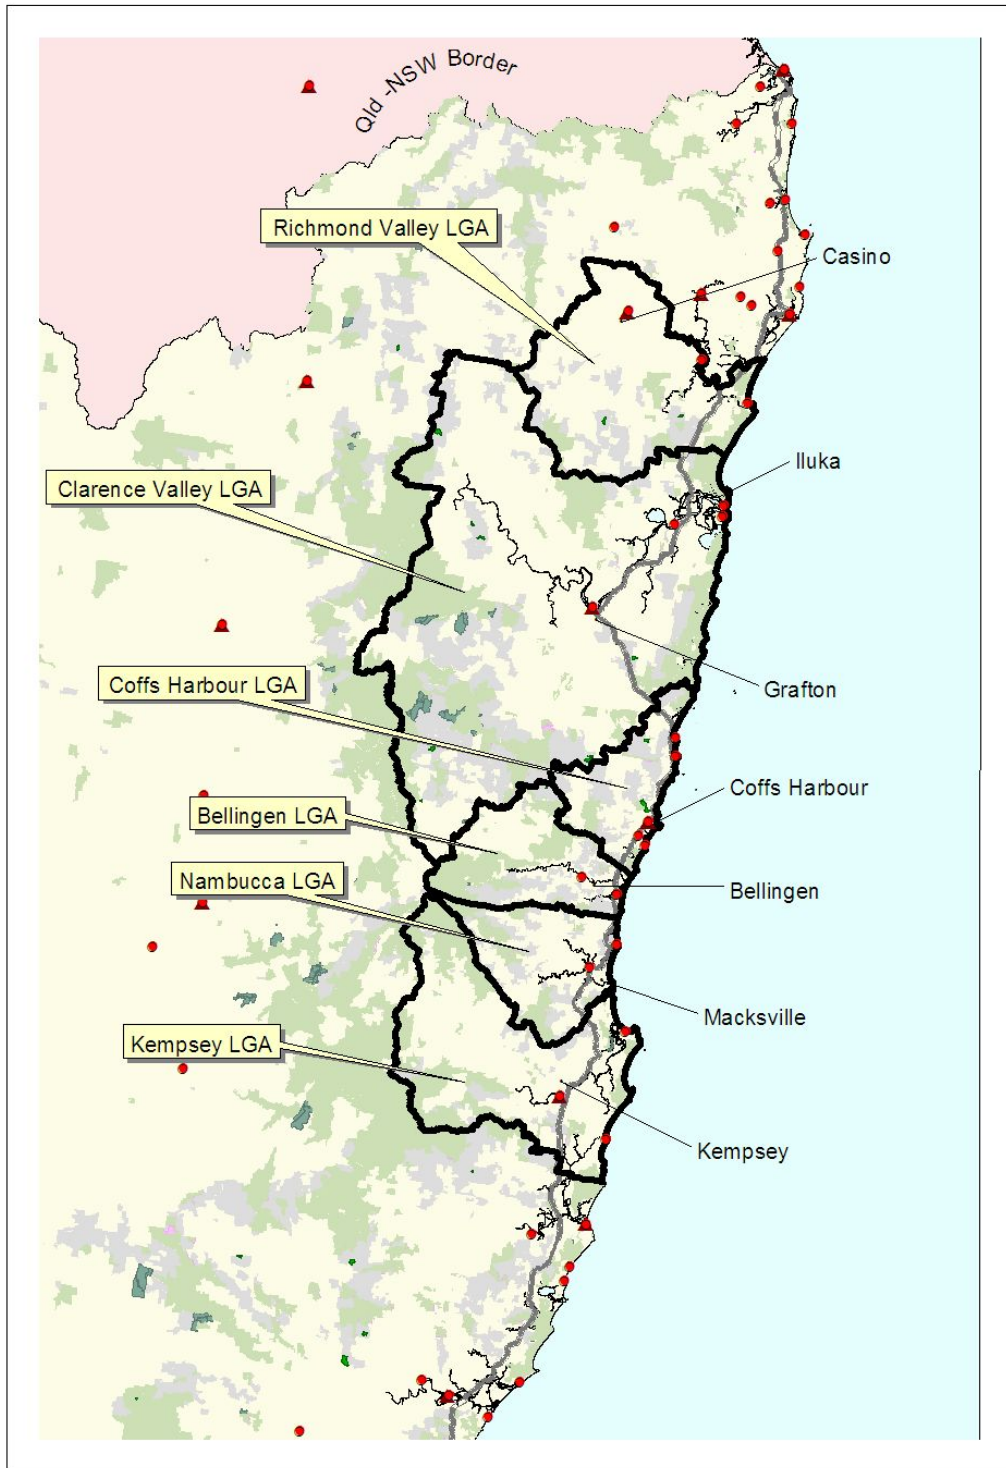 Qld -NSW Border
Richmond Valley LGA
Casino
Iluka
Clarence Valley LGA
Coffs Harbour LGA
Grafton
Coffs Harbour
Bellingen LGA
Nambucca LGA
Bellingen
Macksville
Kempsey LGA
Kempsey